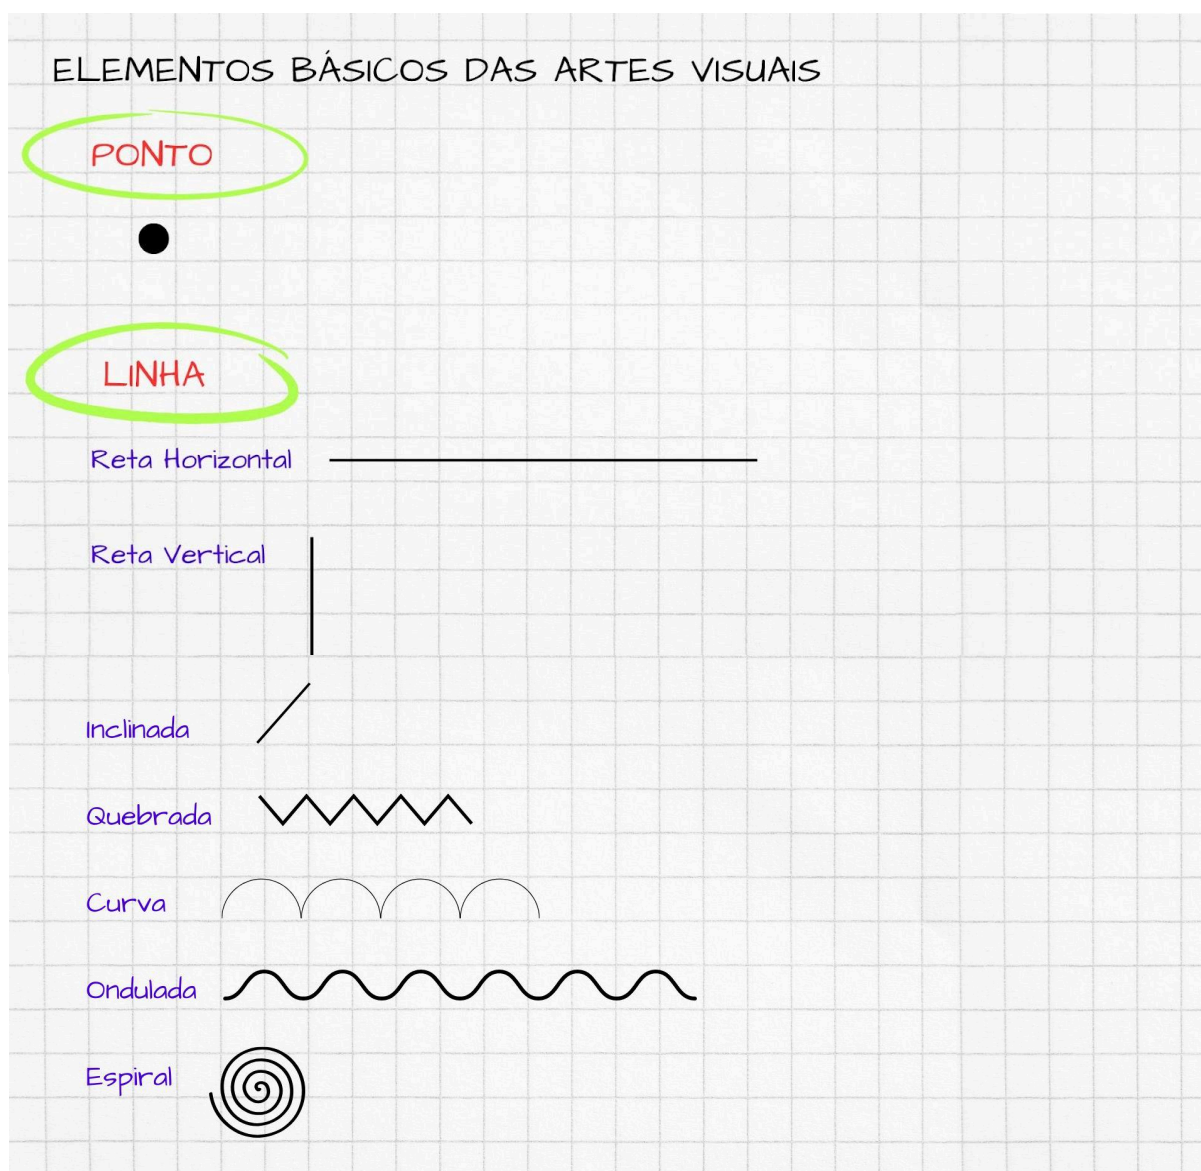 ELEMENTOS BÁSICOS DAS ARTES VISUAIS
PONTO
LINHA
Reta Horizontal
Reta Vertical
Inclinada
Quebrada
Curva
Ondulada
Espiral